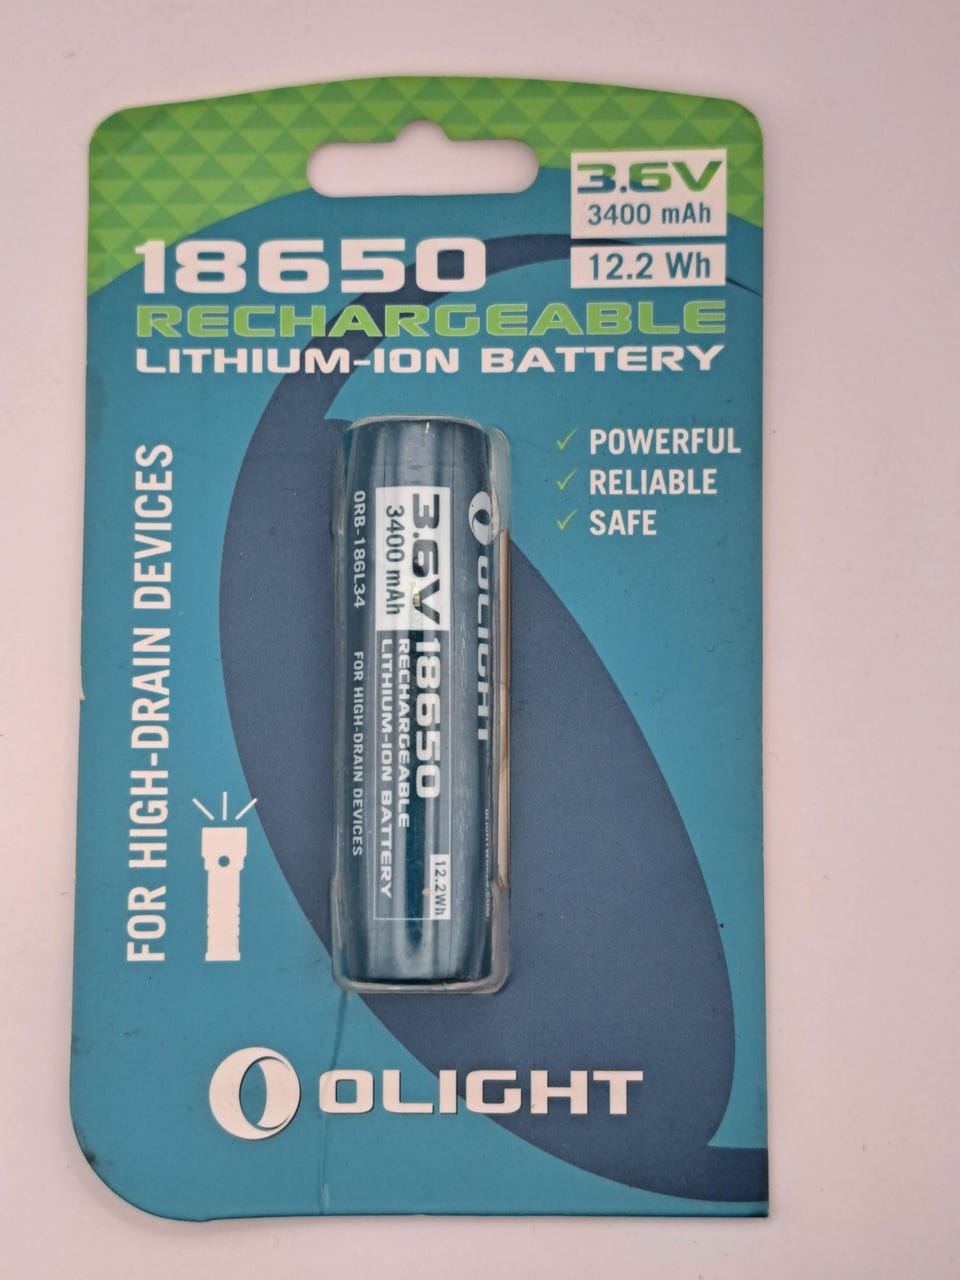 3.6V
3400 mAh
12.2 Wh
18650
RECHARGEABLE
LITHIUM-ION BATTERY
POWERFUL
RELIABLE
SAFE
FOR HIGH-DRAIN DEVICES
OLIGHT
3.6V 18650
3400 mAh
RECHARGEABLE
LITHIUM-ION BATTERY
12.2Wh
ORB-186L34
FOR HIGH-DRAIN DEVICES
OLIGHT